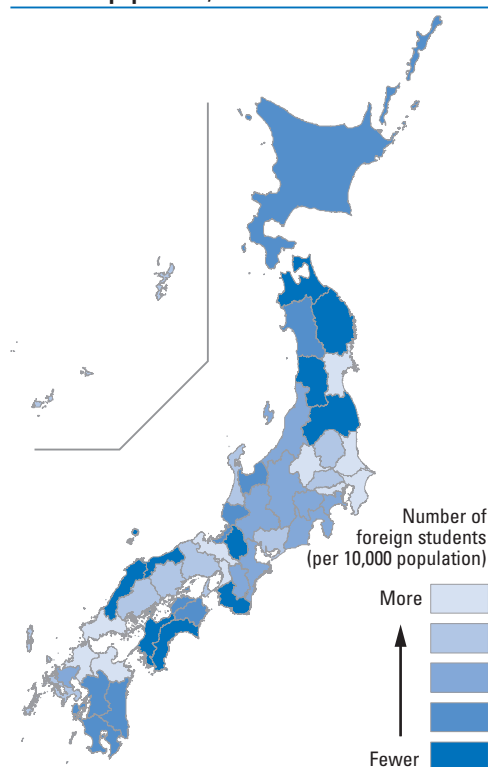 Number of
foreign students
(per 10,000 population)
More
Fewer